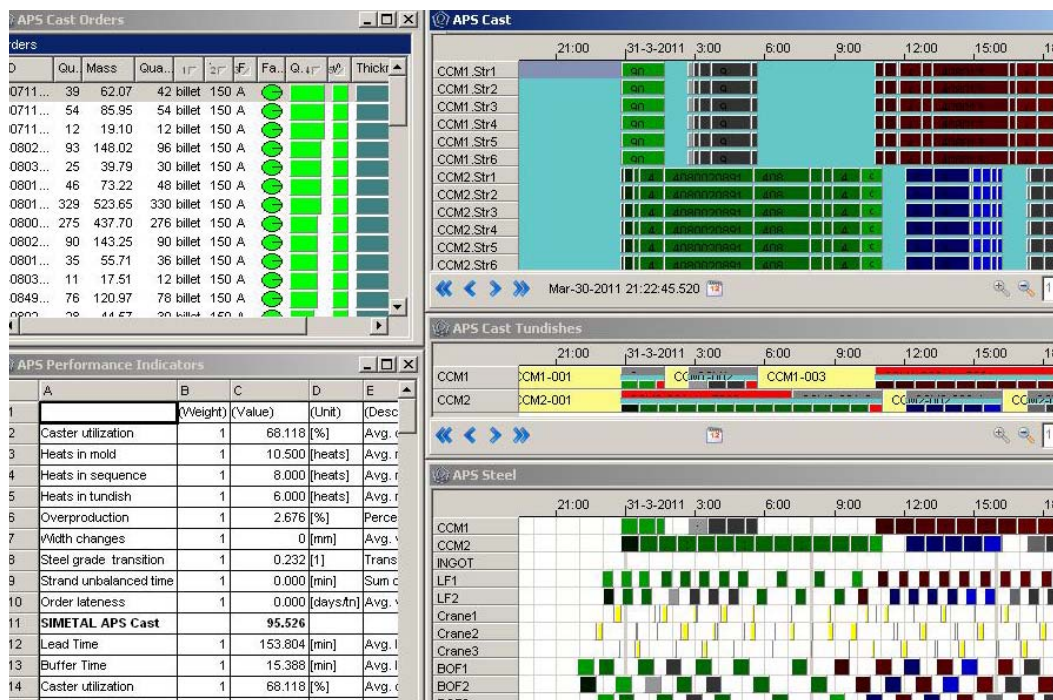 APS Cast Orders
rders
Qu. Mass Qua... Fa.. Q. Thickr
0711... 39 62.07 42 billet 150 A
0711... 54 85.95 54 billet 150 A
0711... 12 19.10 12 billet 150 A
0802... 93 148.02 96 billet 150 A
0803... 25 39.79 30 billet 150 A
0801... 46 73.22 48 billet 150 A
0801... 329 523.65 330 billet 150 A
0800... 275 437.70 276 billet 150 A
0802... 90 143.25 90 billet 150 A
0801... 35 55.71 36 billet 150 A
0803... 11 17.51 12 billet 150 A
0849... 76 120.97 78 billet 150 A
APS Performance Indicators
A B C D E
1 (Weight) (Value) (Unit) (Desc
2 Caster utilization 1 68.118 [%] Avg.
3 Heats in mold 1 10.500 [heats] Avg. r
4 Heats in sequence 1 8.000 [heats] Avg. r
5 Heats in tundish 1 6.000 [heats] Avg. r
6 Overproduction 1 2.676 [%] Perce
7 Width changes 1 0 [mm] Avg. v
8 Steel grade transition 1 0.232 [1] Trans
9 Strand unbalanced time 1 0.000 [min] Sum c
10 Order lateness 1 0.000 [days/tn] Avg. v
11 SIMETAL APS Cast 95.526
12 Lead Time 1 153.804 [min] Avg. l
13 Buffer Time 1 15.388 [min] Avg. l
14 Caster utilization 1 68.118 [%] Avg.
APS Cast
21:00 31-3-2011 3:00 6:00 9:00 12:00 15:00 18
CCM1.Str1
CCM1.Str2
CCM1.Str3
CCM1.Str4
CCM1.Str5
CCM1.Str6
CCM2.Str1 4080020891 408
CCM2.Str2
CCM2.Str3
CCM2.Str4
CCM2.Str5
CCM2.Str6
Mar-30-2011 21:22:45.520
APS Cast Tundishes
21:00 31-3-2011 3:00 6:00 9:00 12:00 15:00 18
CCM1 CCM1-001 CCM1-003
CCM2 CCM2-001
APS Steel
21:00 31-3-2011 3:00 6:00 9:00 12:00 15:00 18
CCM1
CCM2
INGOT
LF1
LF2
Crane1
Crane2
Crane3
BOF1
BOF2